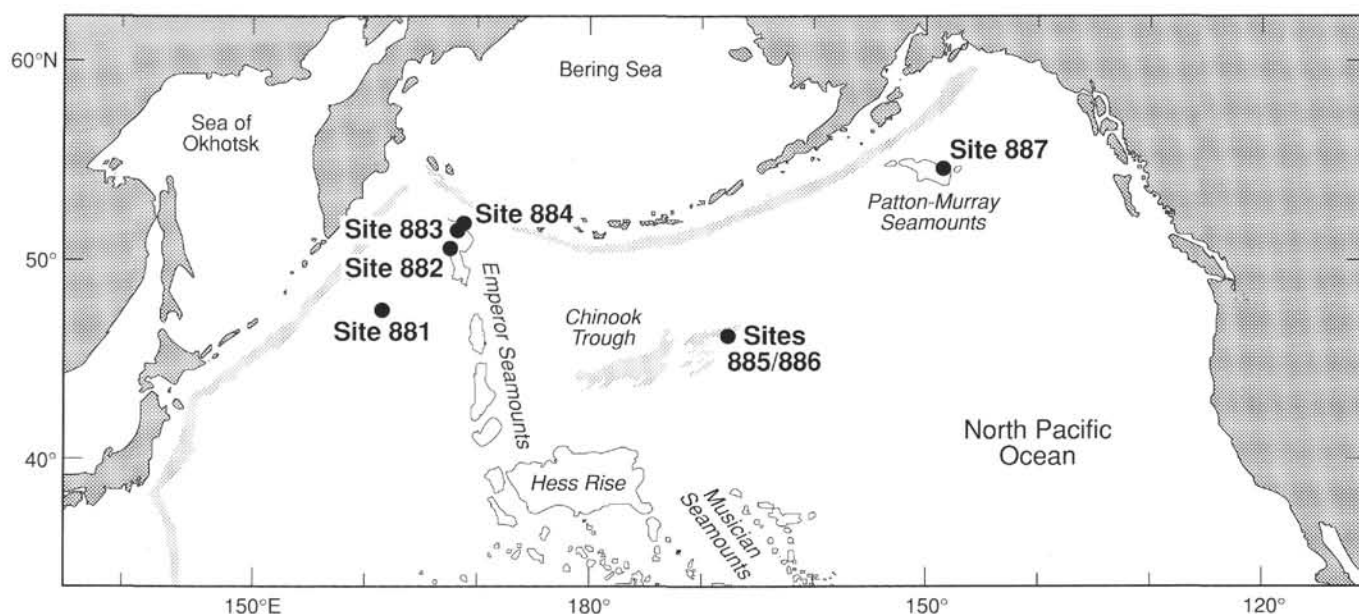 60°N
Bering Sea
Sea of
Okhotsk
Site 887
Patton-Murray
Seamounts
Site 884
Site 883
Site 882
50°
Site 881
Emperor Seamounts
Chinook
Trough
Sites
885/886
North Pacific
Ocean
40°
Hess Rise
Musician
Seamounts
150°E
180°
150°
120°